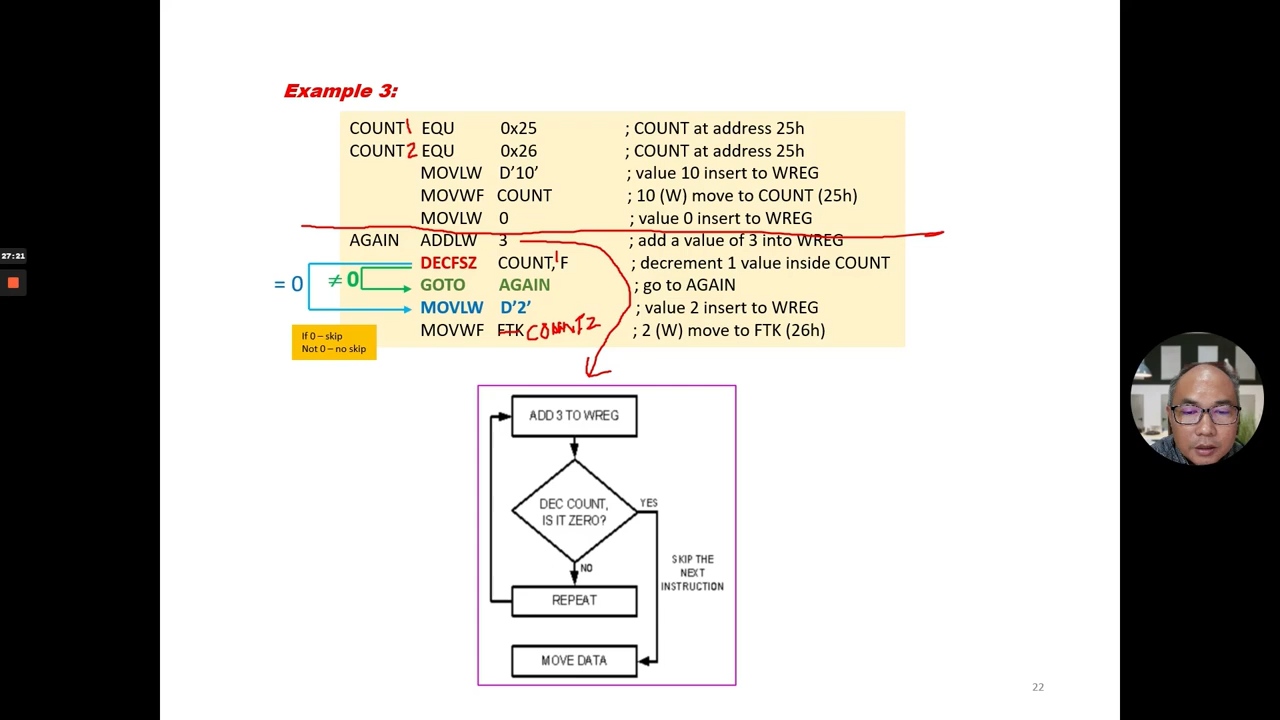 Example 3:
COUNT1 EQU 0x25 ; COUNT at address 25h
COUNT2 EQU 0x26 ; COUNT at address 25h
MOVLW D'10' ; value 10 insert to WREG
MOVWF COUNT ; 10 (W) move to COUNT (25h)
MOVLW 0 ; value 0 insert to WREG
AGAIN ADDLW 3 ; add a value of 3 into WREG
DECFSZ COUNT,1F ; decrement 1 value inside COUNT
GOTO AGAIN ; go to AGAIN
MOVLW D'2' ; value 2 insert to WREG
MOVWF FTK COUNT2 ; 2 (W) move to FTK (26h)
= 0
≠ 0
If 0 – skip
Not 0 – no skip
27:21
ADD 3 TO WREG
DEC COUNT,
IS IT ZERO?
YES
NO
SKIP THE
NEXT
INSTRUCTION
REPEAT
MOVE DATA
22